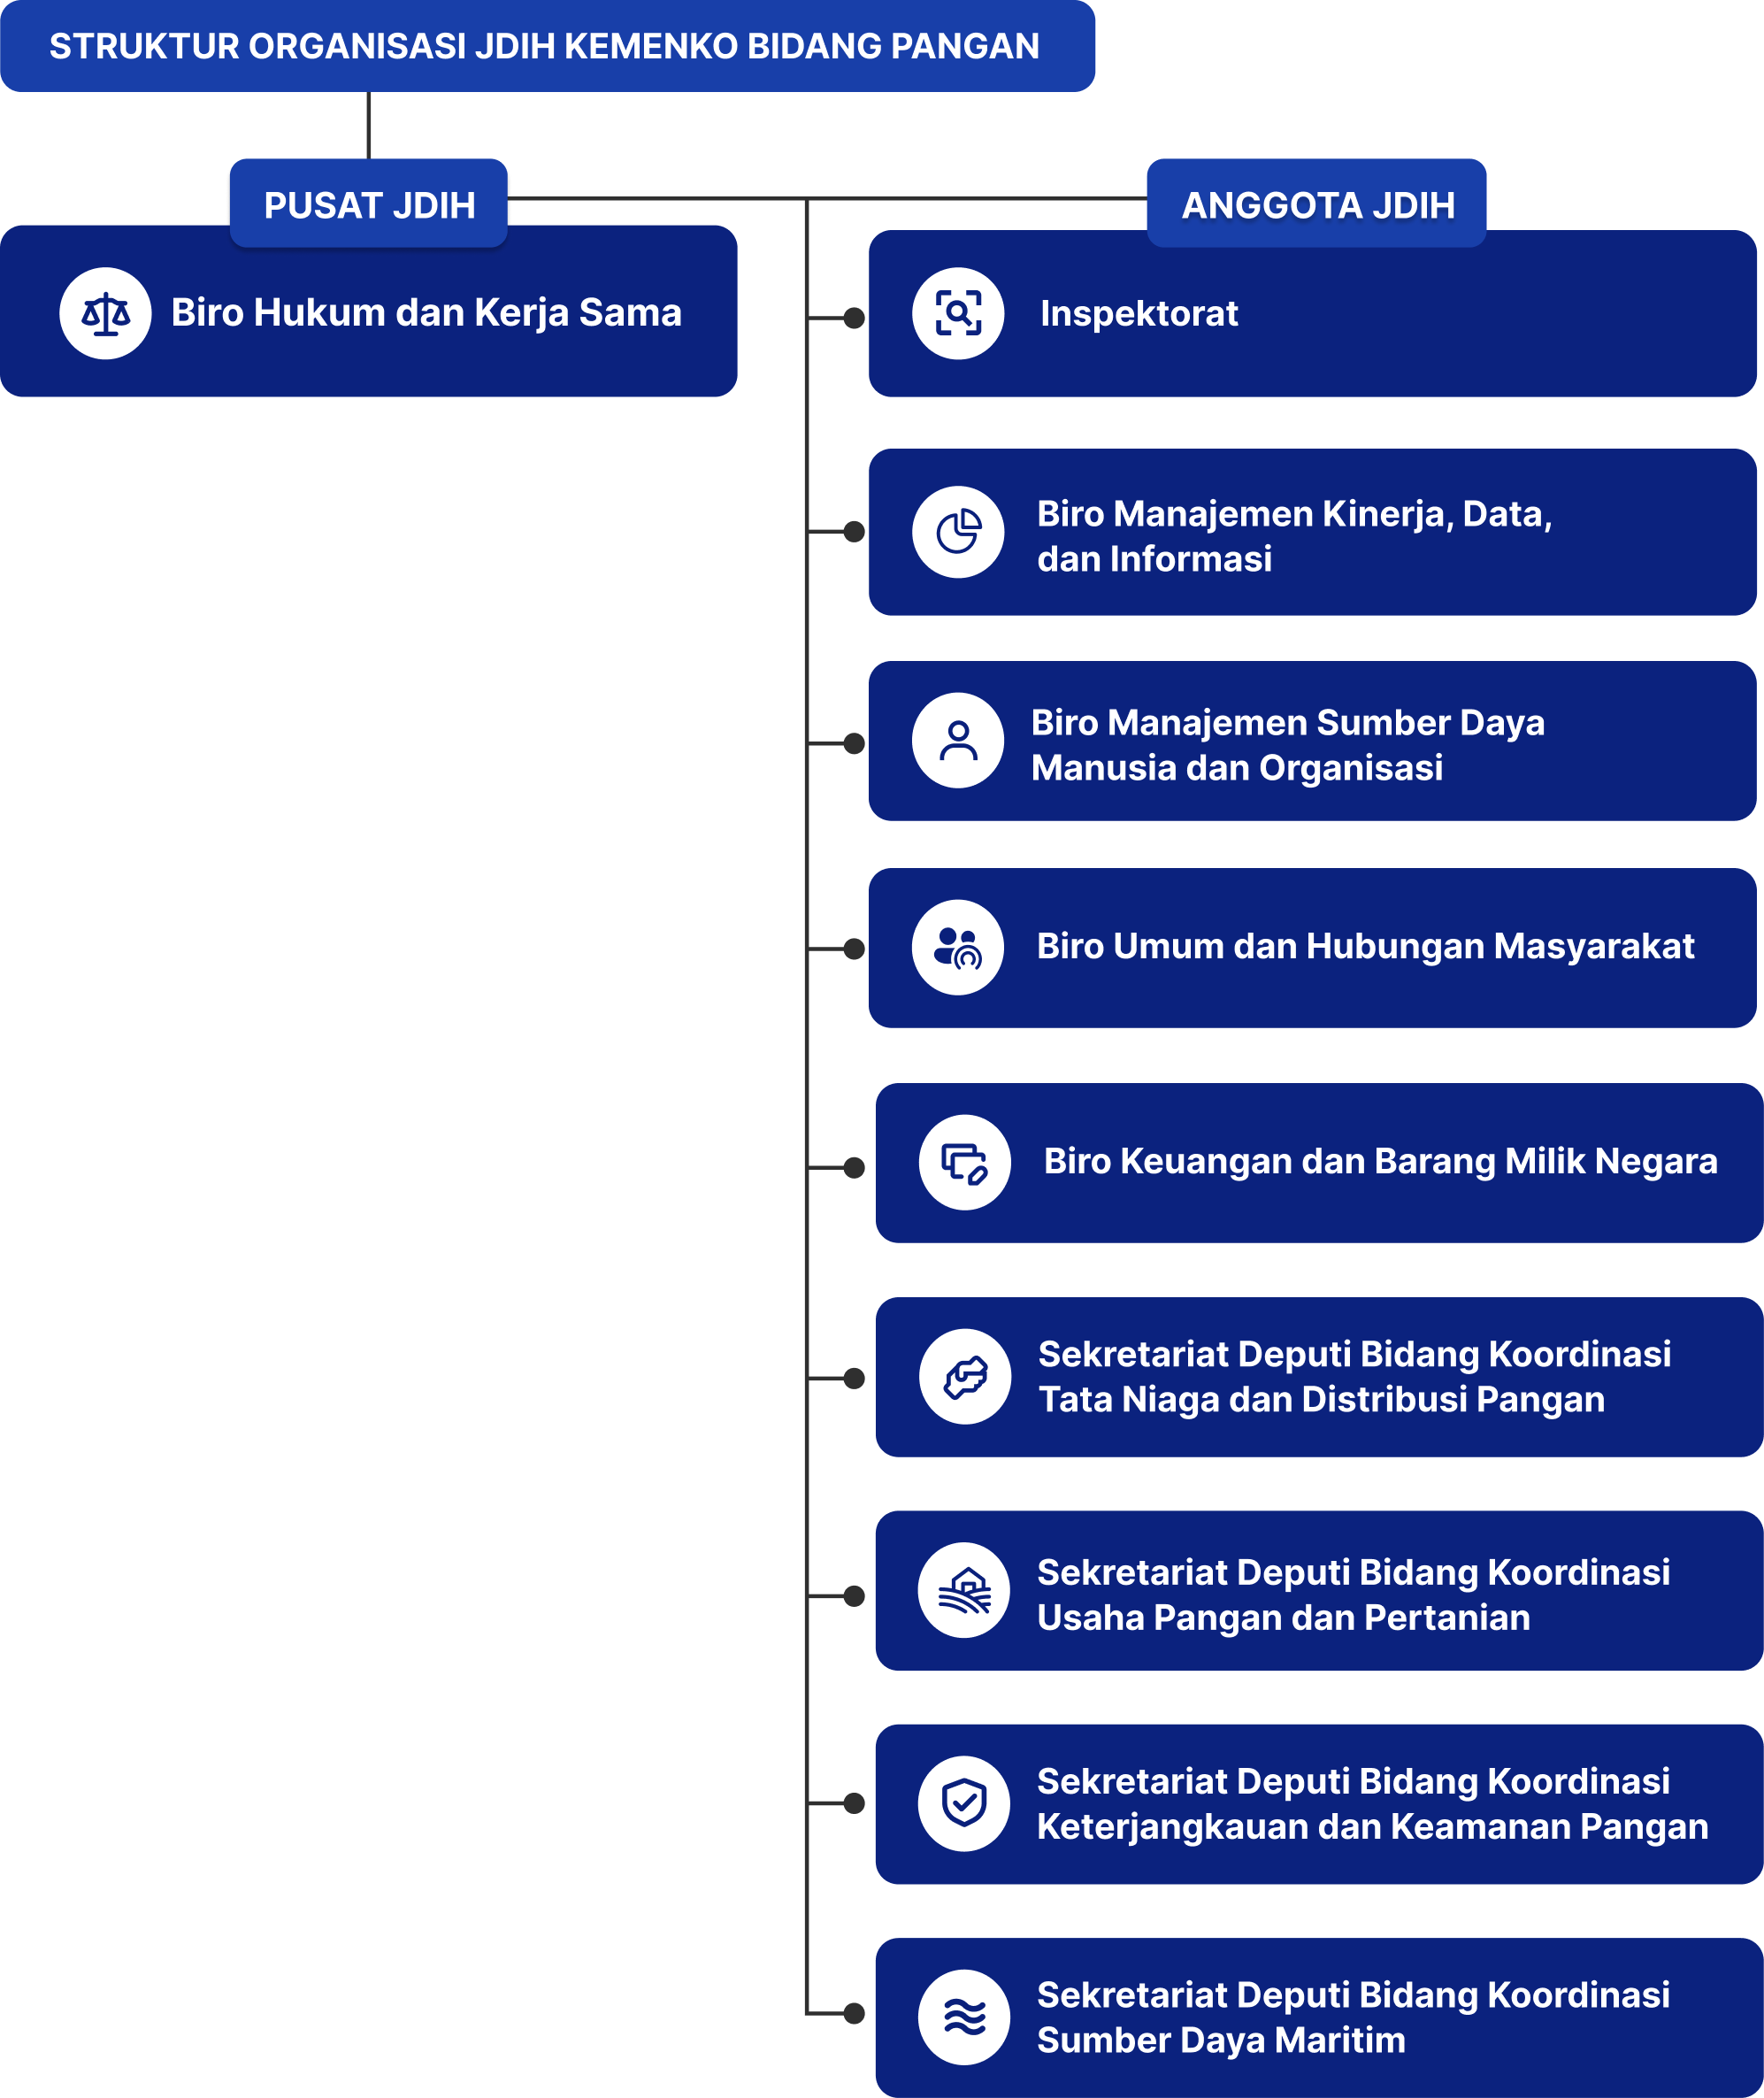 STRUKTUR ORGANISASI JDIH KEMENKO BIDANG PANGAN
PUSAT JDIH
Biro Hukum dan Kerja Sama
ANGGOTA JDIH
Inspektorat
Biro Manajemen Kinerja, Data,
dan Informasi
Biro Manajemen Sumber Daya
Manusia dan Organisasi
Biro Umum dan Hubungan Masyarakat
Biro Keuangan dan Barang Milik Negara
Sekretariat Deputi Bidang Koordinasi
Tata Niaga dan Distribusi Pangan
Sekretariat Deputi Bidang Koordinasi
Usaha Pangan dan Pertanian
Sekretariat Deputi Bidang Koordinasi
Keterjangkauan dan Keamanan Pangan
Sekretariat Deputi Bidang Koordinasi
Sumber Daya Maritim